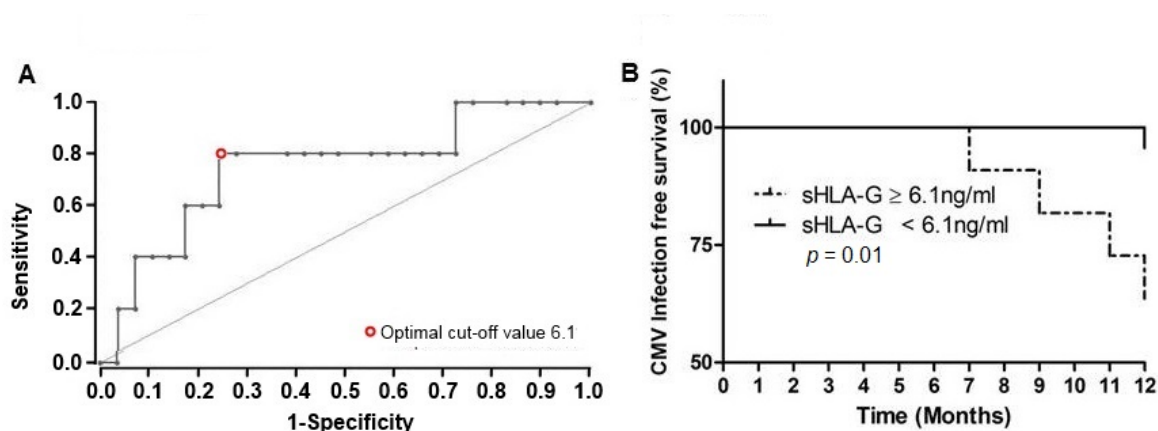 A
Sensitivity
1.0
0.8
0.6
0.4
0.2
0.0
Optimal cut-off value 6.1
0.0 0.1 0.2 0.3 0.4 0.5 0.6 0.7 0.8 0.9 1.0
1-Specificity
B
CMV Infection free survival (%)
100
75
50
sHLA-G ≥ 6.1ng/ml
sHLA-G < 6.1ng/ml
p = 0.01
0 1 2 3 4 5 6 7 8 9 10 11 12
Time (Months)